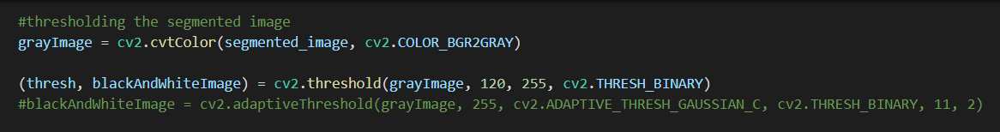 #thresholding the segmented image
grayImage = cv2.cvtColor(segmented_image, cv2.COLOR_BGR2GRAY)
(thresh, blackAndWhiteImage) = cv2.threshold(grayImage, 120, 255, cv2.THRESH_BINARY)
#blackAndWhiteImage = cv2.adaptiveThreshold(grayImage, 255, cv2.ADAPTIVE_THRESH_GAUSSIAN_C, cv2.THRESH_BINARY, 11, 2)